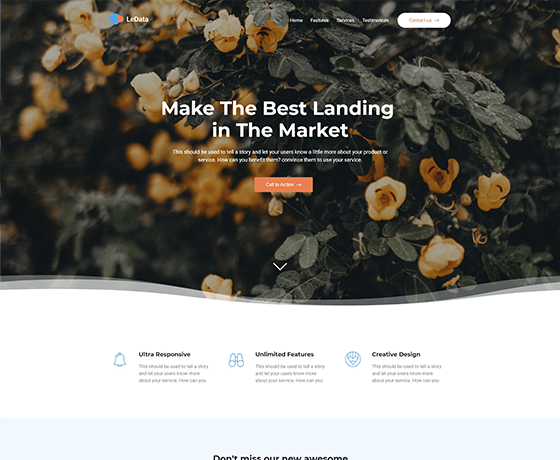 LeData
Home Features Services Testimonials Contact us
Make The Best Landing
in The Market
This should be used to tell a story and let your users know a little more about your product or
service. How can you benefit them? convince them to use your service.
Call to Action
Ultra Responsive
This should be used to tell a story
and let your users know more
about your service. How can you
Unlimited Features
This should be used to tell a story
and let your users know more
about your service. How can you
Creative Design
This should be used to tell a story
and let your users know more
about your service. How can you
Don't miss our new awesome